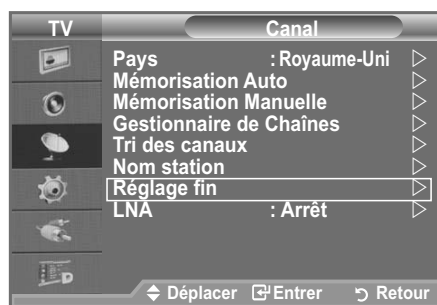 TV Canal
Pays : Royaume-Uni
Mémorisation Auto
Mémorisation Manuelle
Gestionnaire de Chaînes
Tri des canaux
Nom station
Réglage fin
LNA : Arrêt
Déplacer Entrer Retour